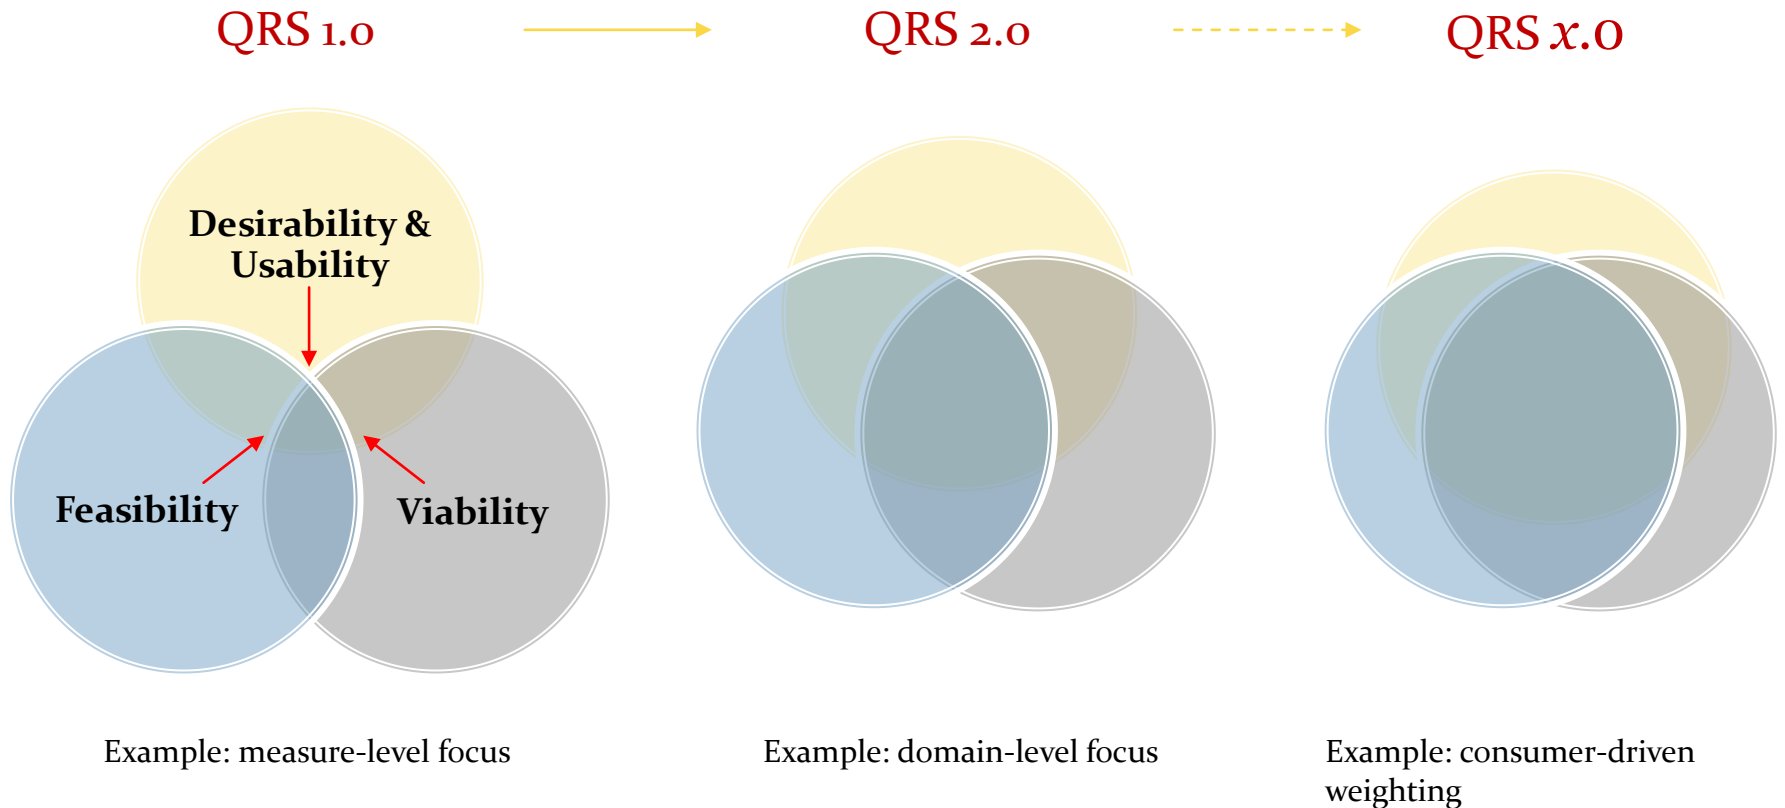 QRS 1.0
QRS 2.0
QRS x.0
Desirability &
Usability
Feasibility
Viability
Example: measure-level focus
Example: domain-level focus
Example: consumer-driven
weighting